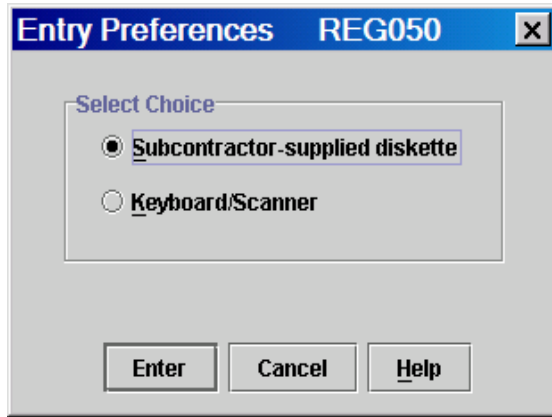 Entry Preferences REG050
Select Choice
Subcontractor-supplied diskette
Keyboard/Scanner
Enter Cancel Help